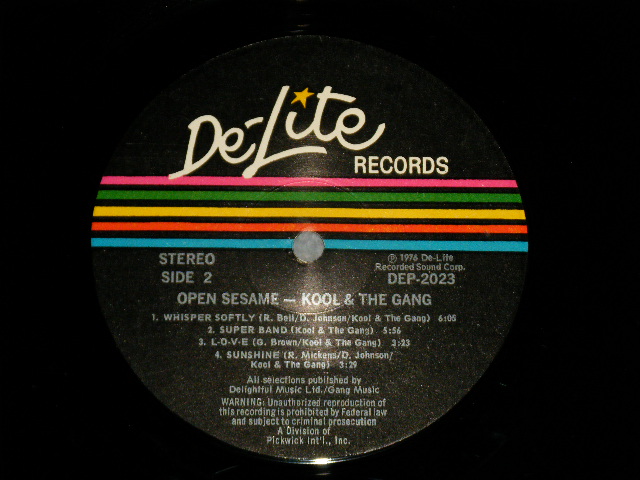 De-Lite
RECORDS
STEREO
SIDE 2
℗ 1976 De-Lite
Recorded Sound Corp.
DEP-2023
OPEN SESAME — KOOL & THE GANG
1. WHISPER SOFTLY (R. Bell/D. Johnson/Kool & The Gang) 6:05
2. SUPER BAND (Kool & The Gang) 5:56
3. L-O-V-E (G. Brown/Kool & The Gang) 3:23
4. SUNSHINE (R. Mickens/D. Johnson/
Kool & The Gang) 3:29
All selections published by
Delightful Music Ltd./Gang Music
WARNING: Unauthorized reproduction of
this recording is prohibited by Federal law
and subject to criminal prosecution
A Division of
Pickwick Int'l., Inc.